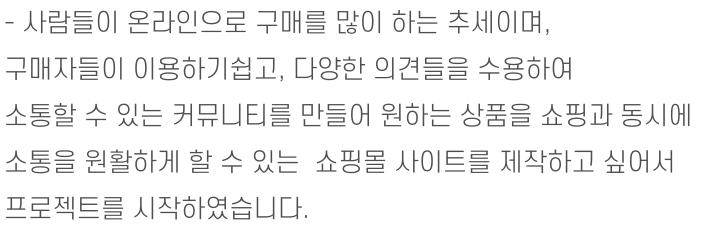 - 사람들이 온라인으로 구매를 많이 하는 추세이며,
구매자들이 이용하기쉽고, 다양한 의견들을 수용하여
소통할 수 있는 커뮤니티를 만들어 원하는 상품을 쇼핑과 동시에
소통을 원활하게 할 수 있는  쇼핑몰 사이트를 제작하고 싶어서
프로젝트를 시작하였습니다.